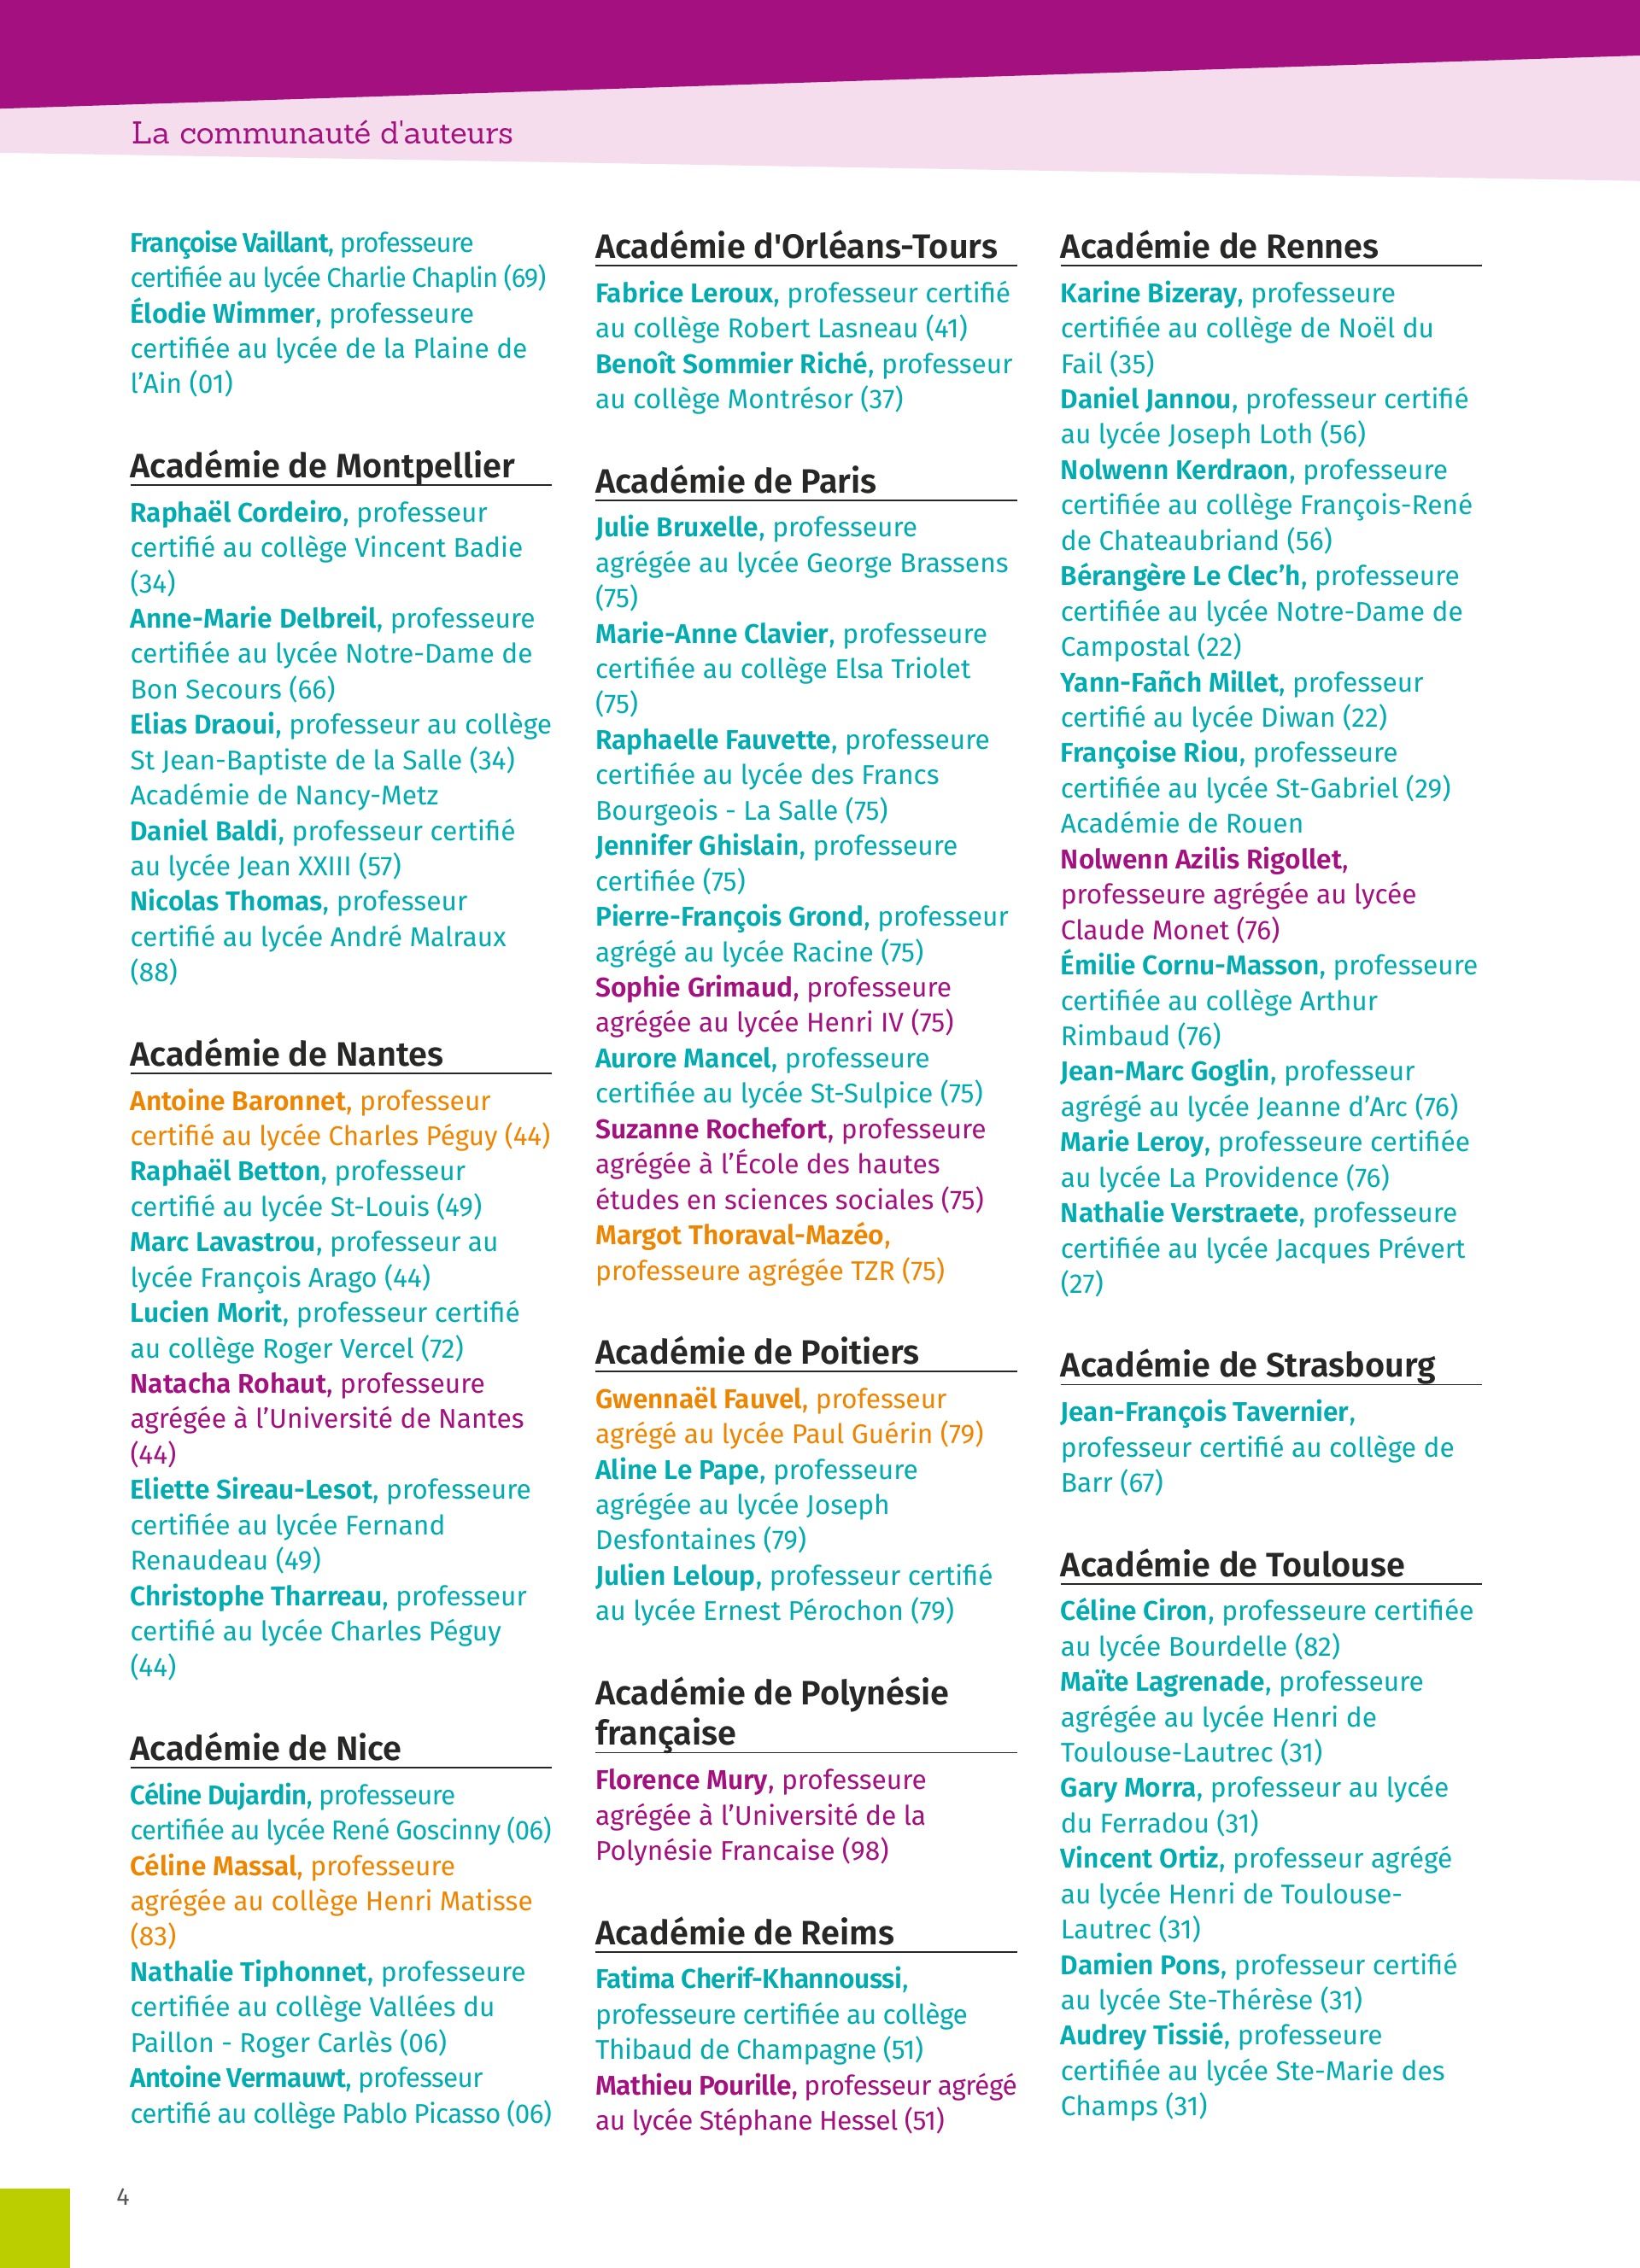 La communauté d'auteurs
Françoise Vaillant, professeure
certifiée au lycée Charlie Chaplin (69)
Élodie Wimmer, professeure
certifiée au lycée de la Plaine de
l’Ain (01)
Académie de Montpellier
Raphaël Cordeiro, professeur
certifié au collège Vincent Badie
(34)
Anne-Marie Delbreil, professeure
certifiée au lycée Notre-Dame de
Bon Secours (66)
Elias Draoui, professeur au collège
St Jean-Baptiste de la Salle (34)
Académie de Nancy-Metz
Daniel Baldi, professeur certifié
au lycée Jean XXIII (57)
Nicolas Thomas, professeur
certifié au lycée André Malraux
(88)
Académie de Nantes
Antoine Baronnet, professeur
certifié au lycée Charles Péguy (44)
Raphaël Betton, professeur
certifié au lycée St-Louis (49)
Marc Lavastrou, professeur au
lycée François Arago (44)
Lucien Morit, professeur certifié
au collège Roger Vercel (72)
Natacha Rohaut, professeure
agrégée à l’Université de Nantes
(44)
Eliette Sireau-Lesot, professeure
certifiée au lycée Fernand
Renaudeau (49)
Christophe Tharreau, professeur
certifié au lycée Charles Péguy
(44)
Académie de Nice
Céline Dujardin, professeure
certifiée au lycée René Goscinny (06)
Céline Massal, professeure
agrégée au collège Henri Matisse
(83)
Nathalie Tiphonnet, professeure
certifiée au collège Vallées du
Paillon - Roger Carlès (06)
Antoine Vermauwt, professeur
certifié au collège Pablo Picasso (06)
Académie d'Orléans-Tours
Fabrice Leroux, professeur certifié
au collège Robert Lasneau (41)
Benoît Sommier Riché, professeur
au collège Montrésor (37)
Académie de Paris
Julie Bruxelle, professeure
agrégée au lycée George Brassens
(75)
Marie-Anne Clavier, professeure
certifiée au collège Elsa Triolet
(75)
Raphaelle Fauvette, professeure
certifiée au lycée des Francs
Bourgeois - La Salle (75)
Jennifer Ghislain, professeure
certifiée (75)
Pierre-François Grond, professeur
agrégé au lycée Racine (75)
Sophie Grimaud, professeure
agrégée au lycée Henri IV (75)
Aurore Mancel, professeure
certifiée au lycée St-Sulpice (75)
Suzanne Rochefort, professeure
agrégée à l’École des hautes
études en sciences sociales (75)
Margot Thoraval-Mazéo,
professeure agrégée TZR (75)
Académie de Poitiers
Gwennaël Fauvel, professeur
agrégé au lycée Paul Guérin (79)
Aline Le Pape, professeure
agrégée au lycée Joseph
Desfontaines (79)
Julien Leloup, professeur certifié
au lycée Ernest Pérochon (79)
Académie de Polynésie
française
Florence Mury, professeure
agrégée à l’Université de la
Polynésie Francaise (98)
Académie de Reims
Fatima Cherif-Khannoussi,
professeure certifiée au collège
Thibaud de Champagne (51)
Mathieu Pourille, professeur agrégé
au lycée Stéphane Hessel (51)
Académie de Rennes
Karine Bizeray, professeure
certifiée au collège de Noël du
Fail (35)
Daniel Jannou, professeur certifié
au lycée Joseph Loth (56)
Nolwenn Kerdraon, professeure
certifiée au collège François-René
de Chateaubriand (56)
Bérangère Le Clec’h, professeure
certifiée au lycée Notre-Dame de
Campostal (22)
Yann-Fañch Millet, professeur
certifié au lycée Diwan (22)
Françoise Riou, professeure
certifiée au lycée St-Gabriel (29)
Académie de Rouen
Nolwenn Azilis Rigollet,
professeure agrégée au lycée
Claude Monet (76)
Émilie Cornu-Masson, professeure
certifiée au collège Arthur
Rimbaud (76)
Jean-Marc Goglin, professeur
agrégé au lycée Jeanne d’Arc (76)
Marie Leroy, professeure certifiée
au lycée La Providence (76)
Nathalie Verstraete, professeure
certifiée au lycée Jacques Prévert
(27)
Académie de Strasbourg
Jean-François Tavernier,
professeur certifié au collège de
Barr (67)
Académie de Toulouse
Céline Ciron, professeure certifiée
au lycée Bourdelle (82)
Maïte Lagrenade, professeure
agrégée au lycée Henri de
Toulouse-Lautrec (31)
Gary Morra, professeur au lycée
du Ferradou (31)
Vincent Ortiz, professeur agrégé
au lycée Henri de Toulouse-
Lautrec (31)
Damien Pons, professeur certifié
au lycée Ste-Thérèse (31)
Audrey Tissié, professeure
certifiée au lycée Ste-Marie des
Champs (31)
4